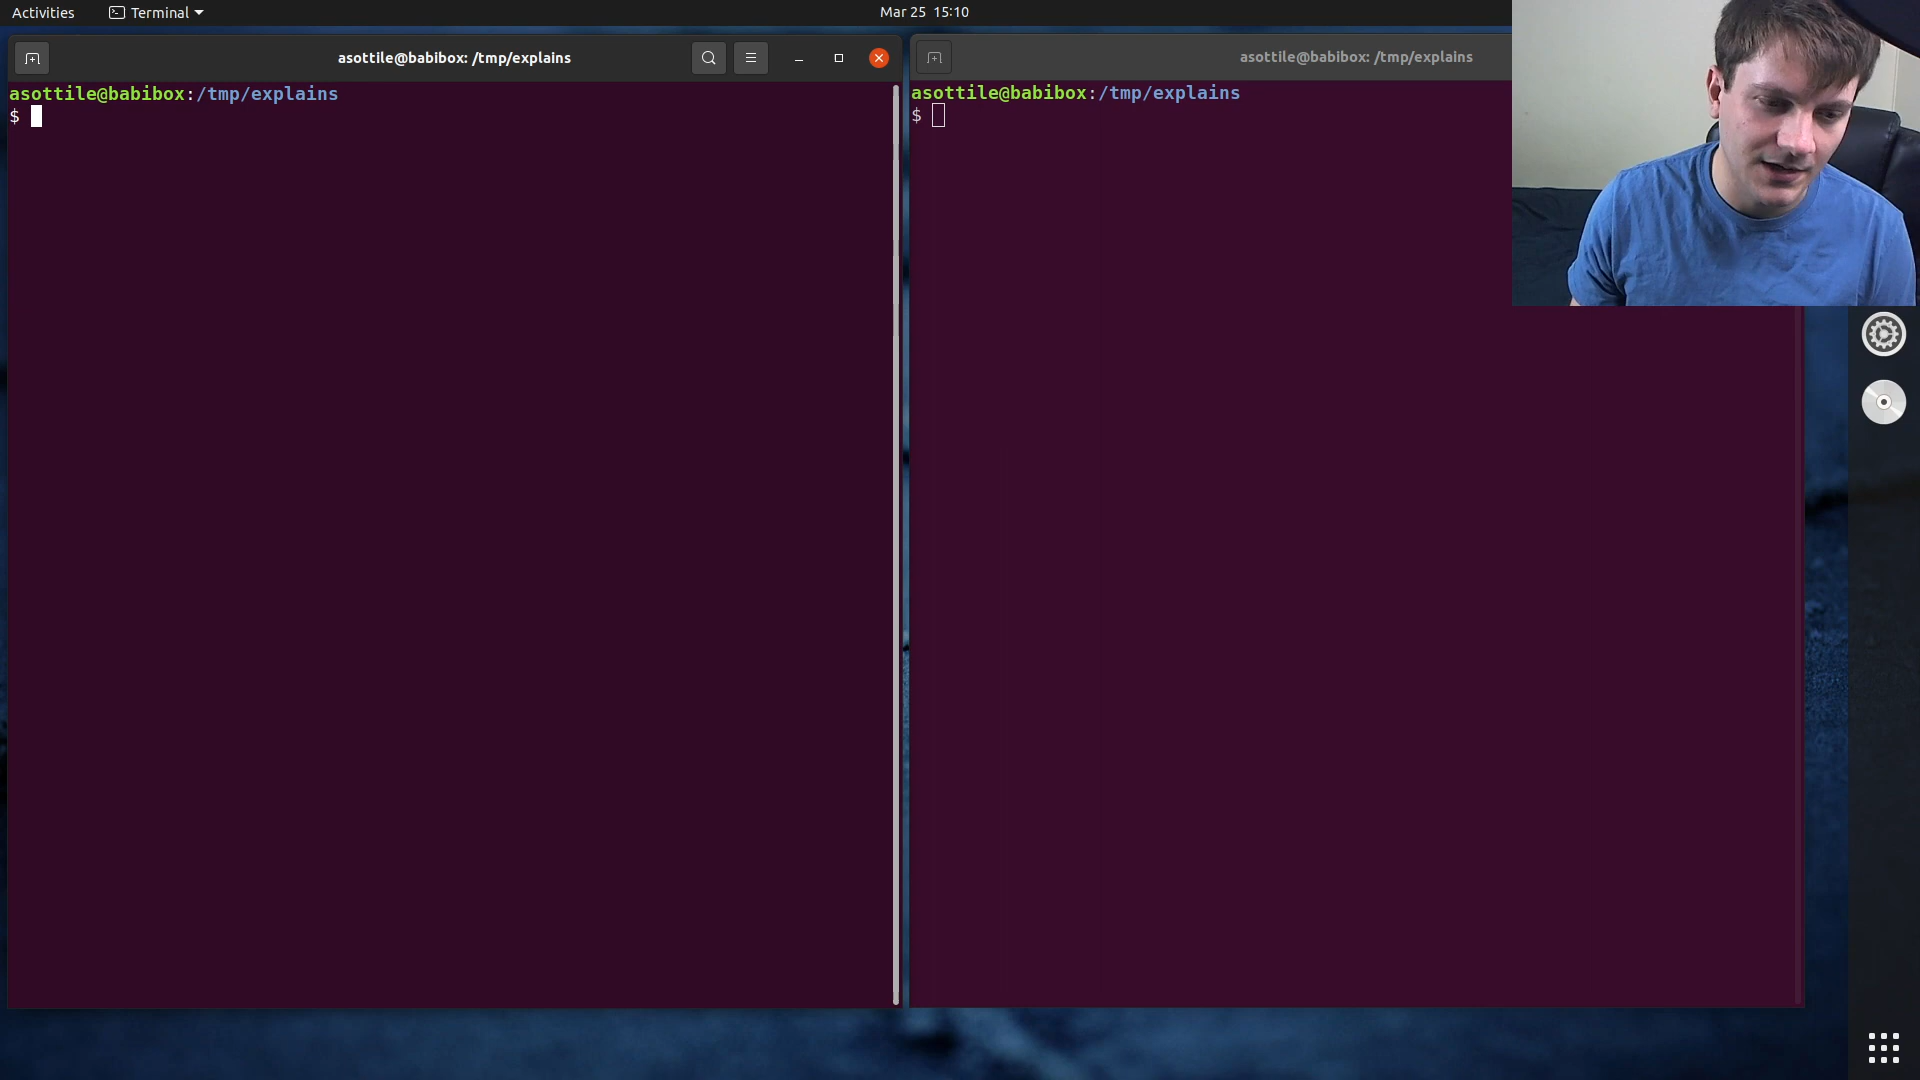 Activities
Terminal
Mar 25 15:10
asottile@babibox: /tmp/explains
asottile@babibox:/tmp/explains
$
asottile@babibox: /tmp/explains
asottile@babibox:/tmp/explains
$